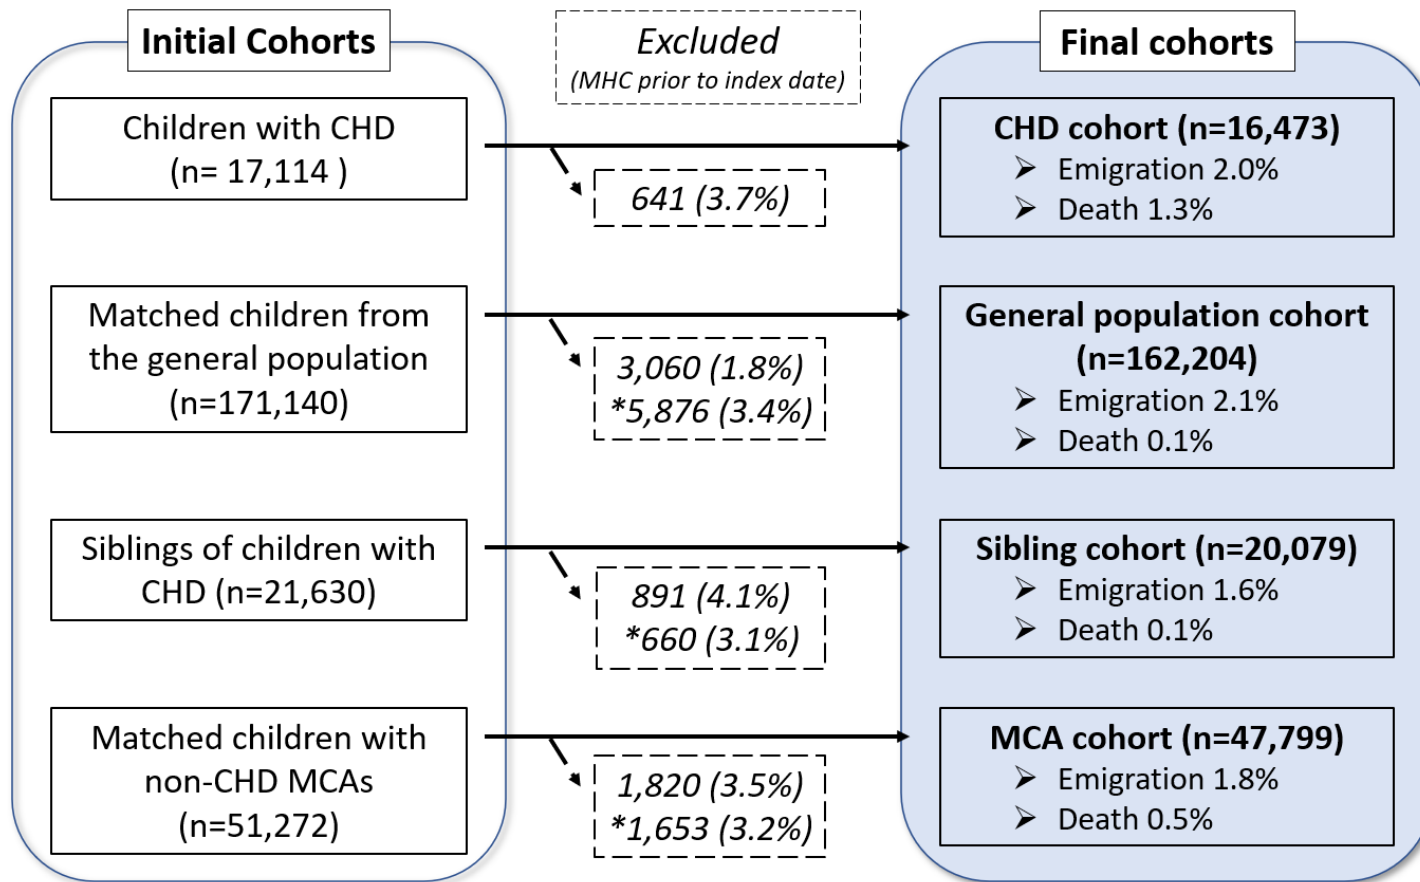 Initial Cohorts
Excluded
(MHC prior to index date)
Final cohorts
Children with CHD
(n= 17,114 )
641 (3.7%)
CHD cohort (n=16,473)
➢ Emigration 2.0%
➢ Death 1.3%
Matched children from
the general population
(n=171,140)
3,060 (1.8%)
*5,876 (3.4%)
General population cohort
(n=162,204)
➢ Emigration 2.1%
➢ Death 0.1%
Siblings of children with
CHD (n=21,630)
891 (4.1%)
*660 (3.1%)
Sibling cohort (n=20,079)
➢ Emigration 1.6%
➢ Death 0.1%
Matched children with
non-CHD MCAs
(n=51,272)
1,820 (3.5%)
*1,653 (3.2%)
MCA cohort (n=47,799)
➢ Emigration 1.8%
➢ Death 0.5%